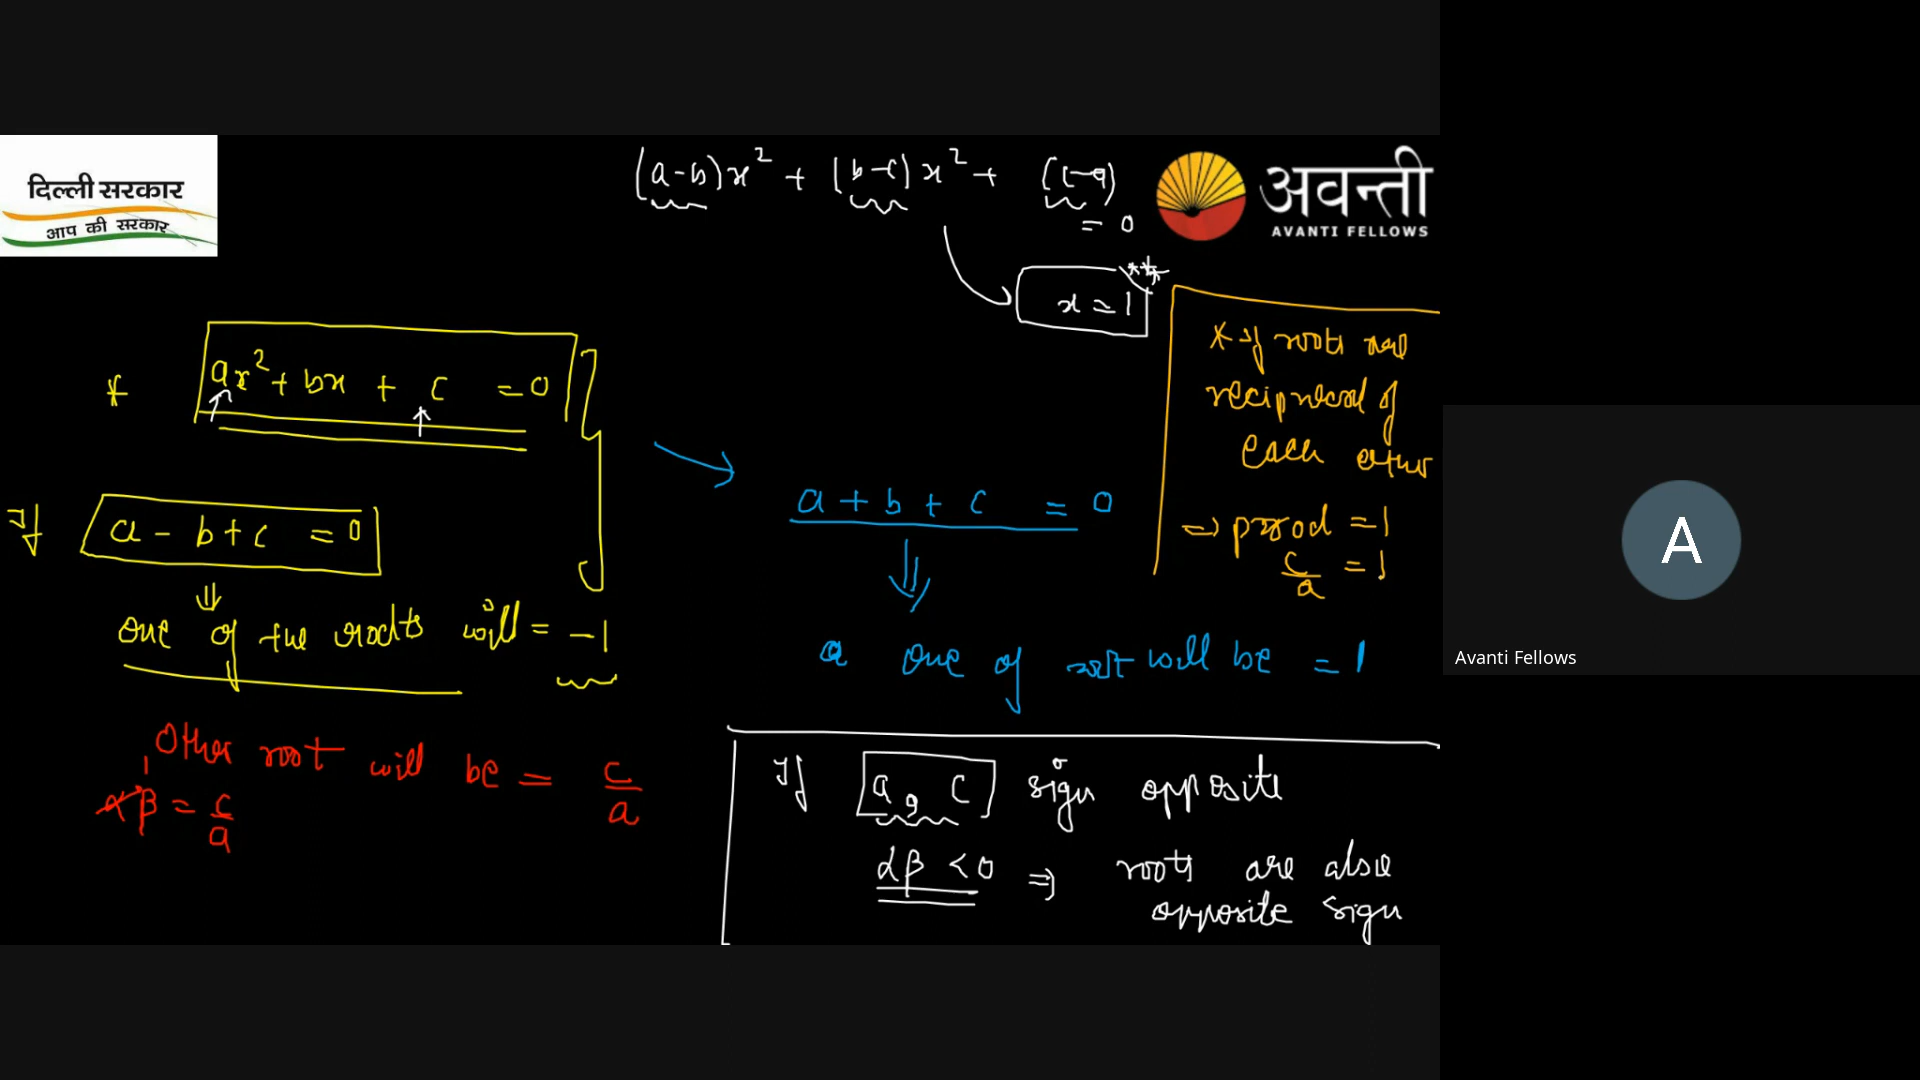 दिल्ली सरकार
आप की सरकार
(a-b)x² + (b-c)x² + (c-a)
= 0
अवन्ती
AVANTI FELLOWS
x = 1 ***
* ax² + bx + c = 0
If a - b + c = 0
⇓
one of the roots will = -1
Other root will be = c/a
αβ = c/a
a + b + c = 0
⇓
a one of root will be = 1
* If roots are
reciprocal of
each other
⇒ prod = 1
c/a = 1
If a, c sign opposite
αβ < 0 ⇒ roots are also
opposite sign
A
Avanti Fellows